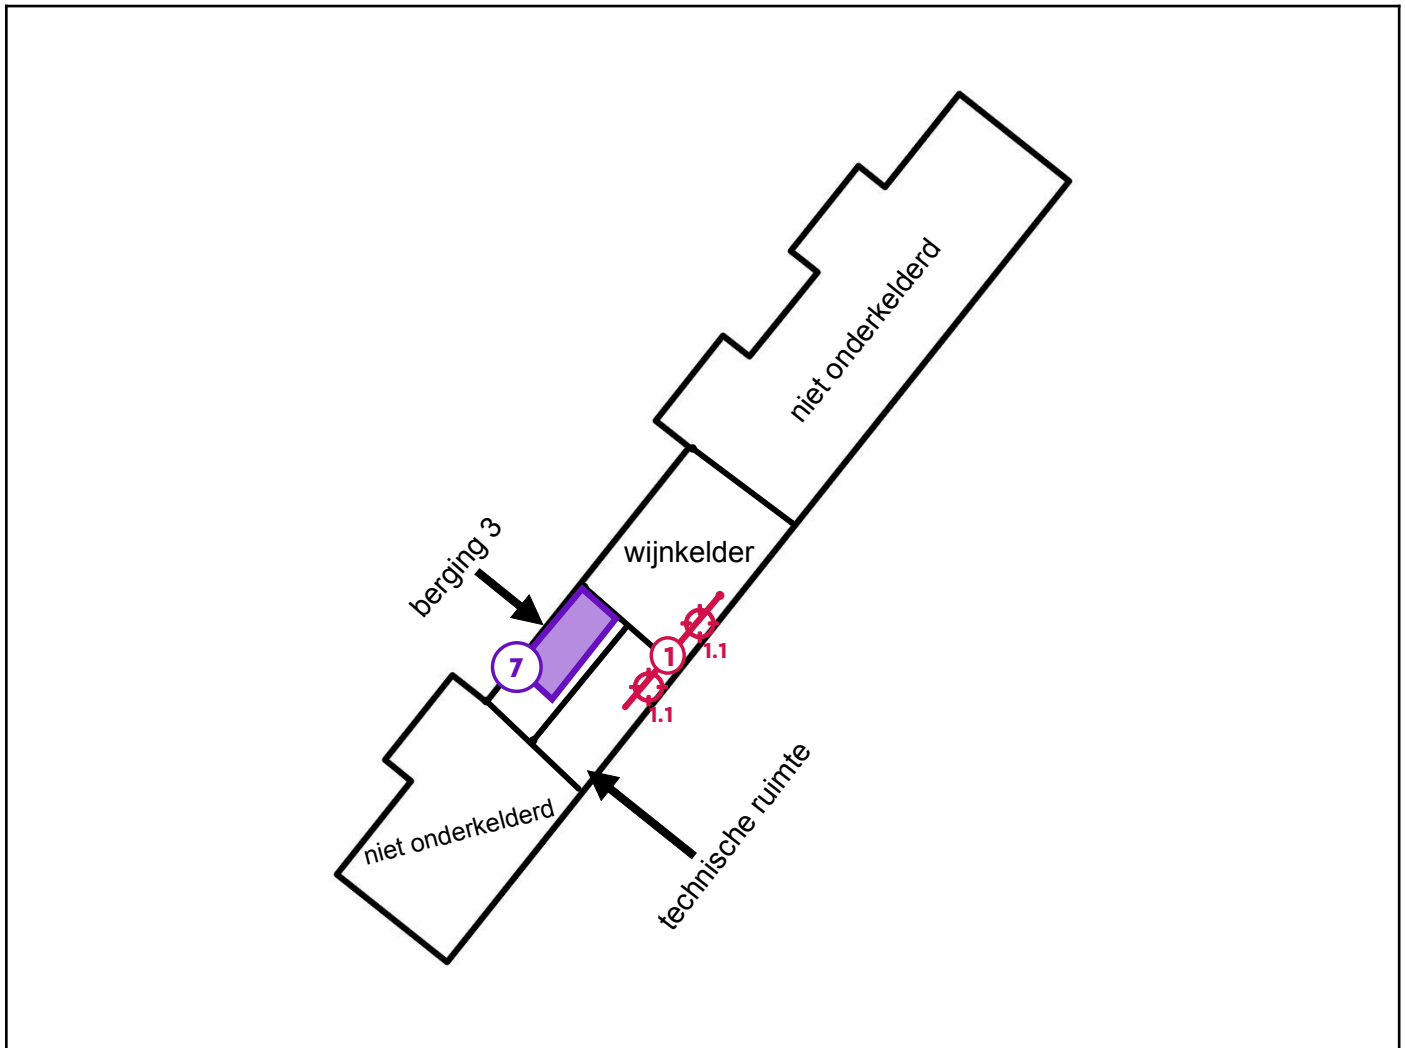 niet onderkelderd
wijnkelder
berging 3
7
1
1.1
1.1
technische ruimte
niet onderkelderd